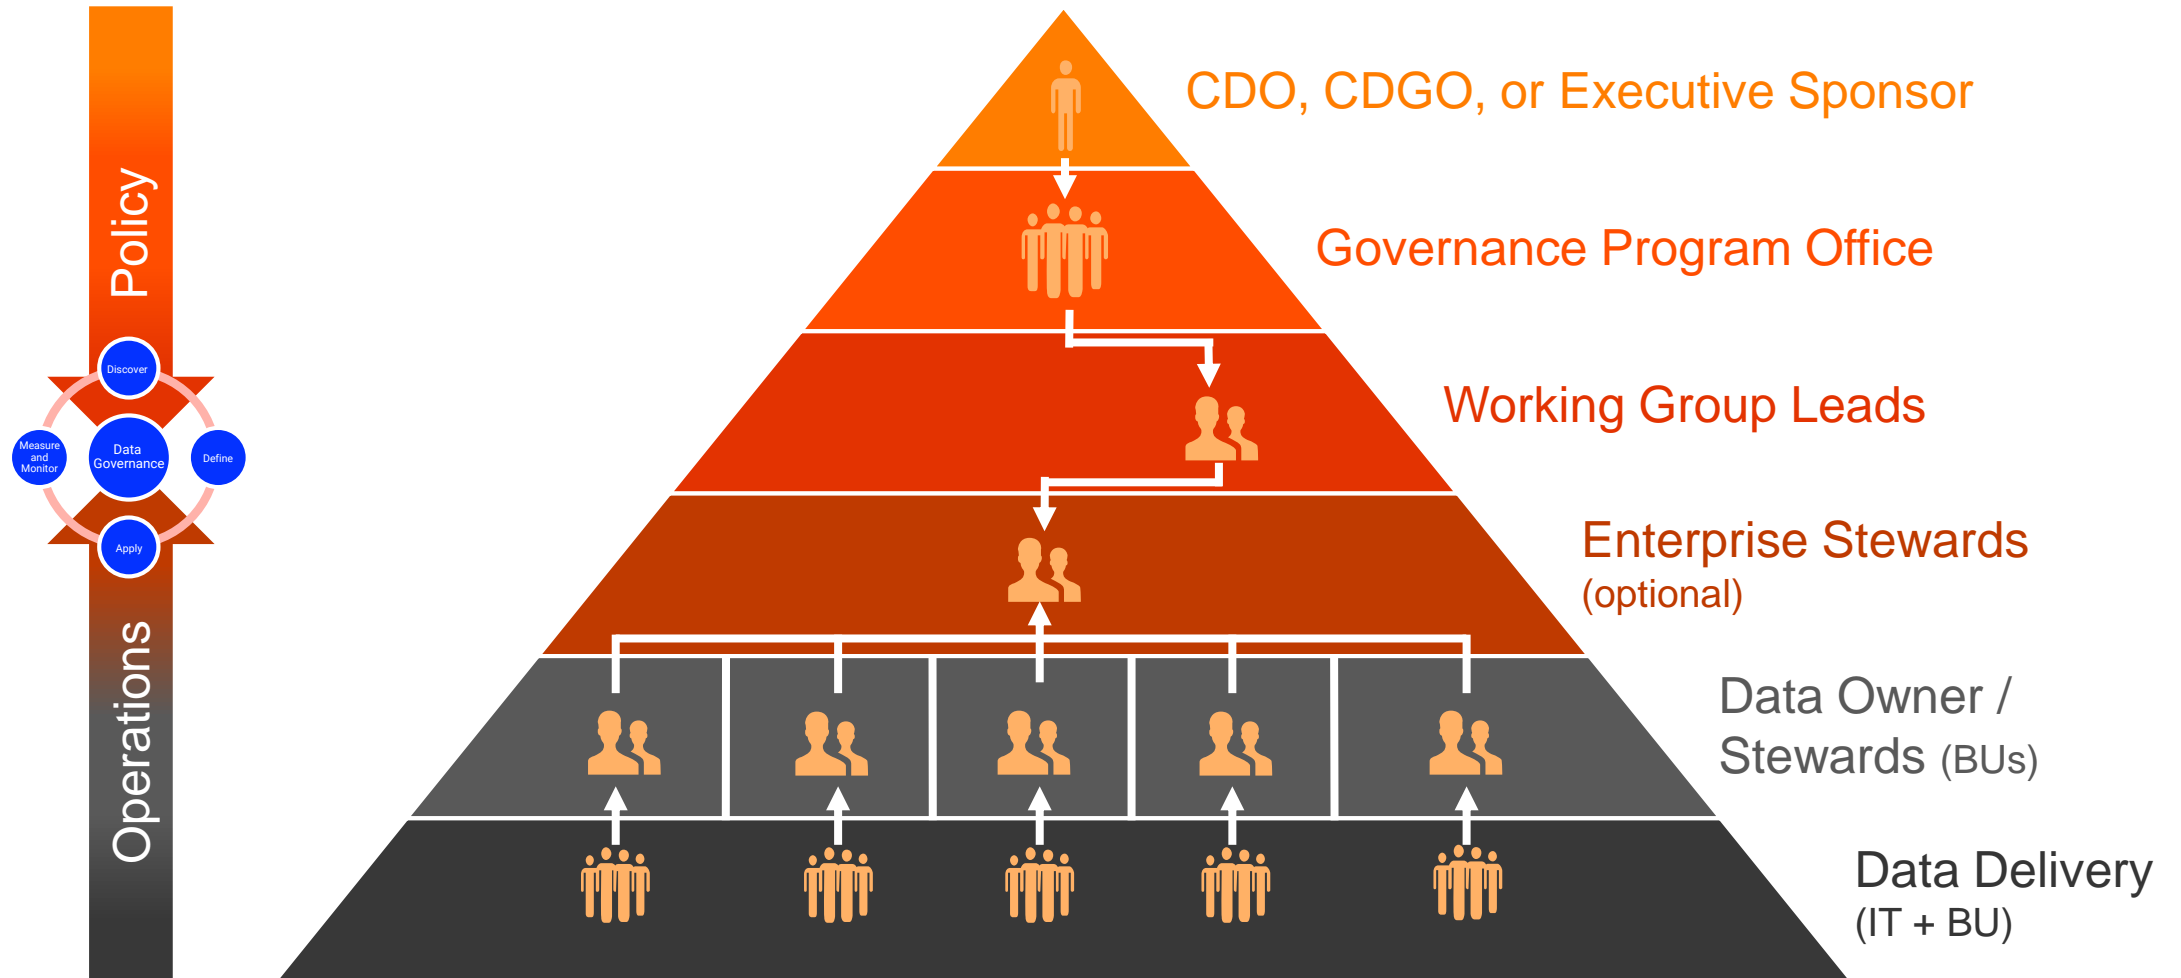 Policy
Discover
Measure
and
Monitor
Data
Governance
Define
Apply
Operations
CDO, CDGO, or Executive Sponsor
Governance Program Office
Working Group Leads
Enterprise Stewards
(optional)
Data Owner /
Stewards (BUs)
Data Delivery
(IT + BU)